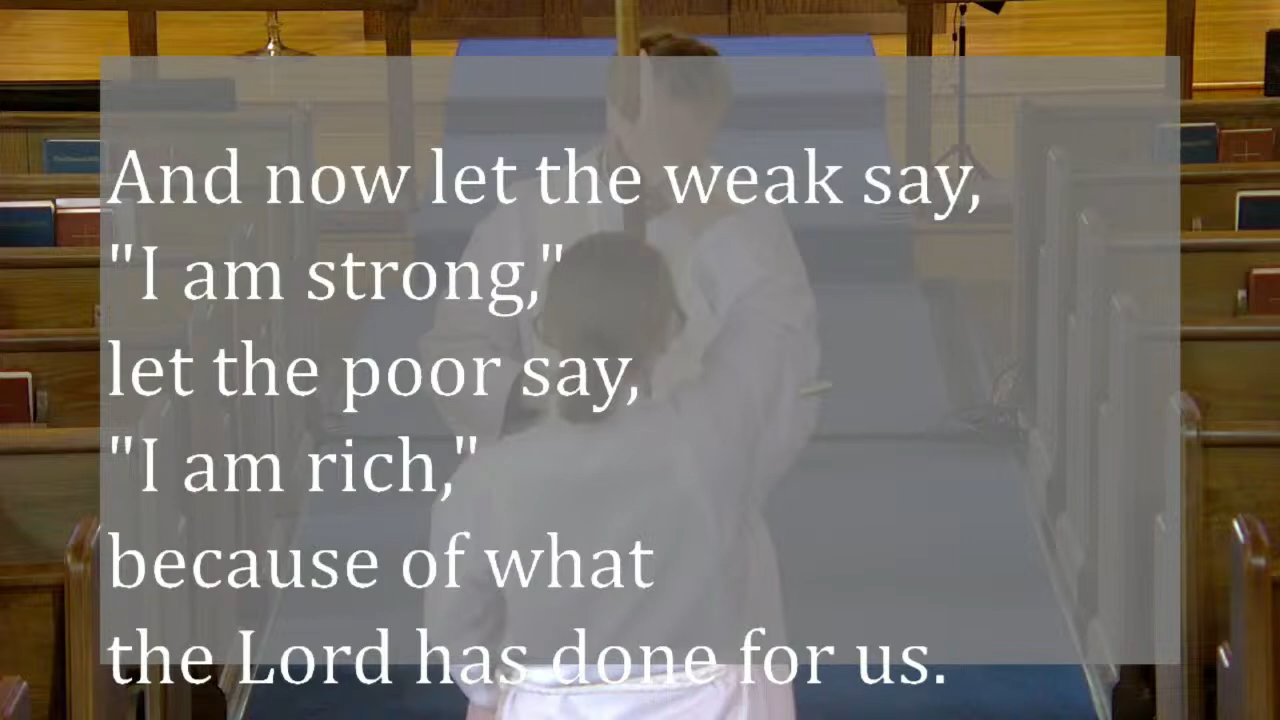 And now let the weak say,
"I am strong,"
let the poor say,
"I am rich,"
because of what
the Lord has done for us.